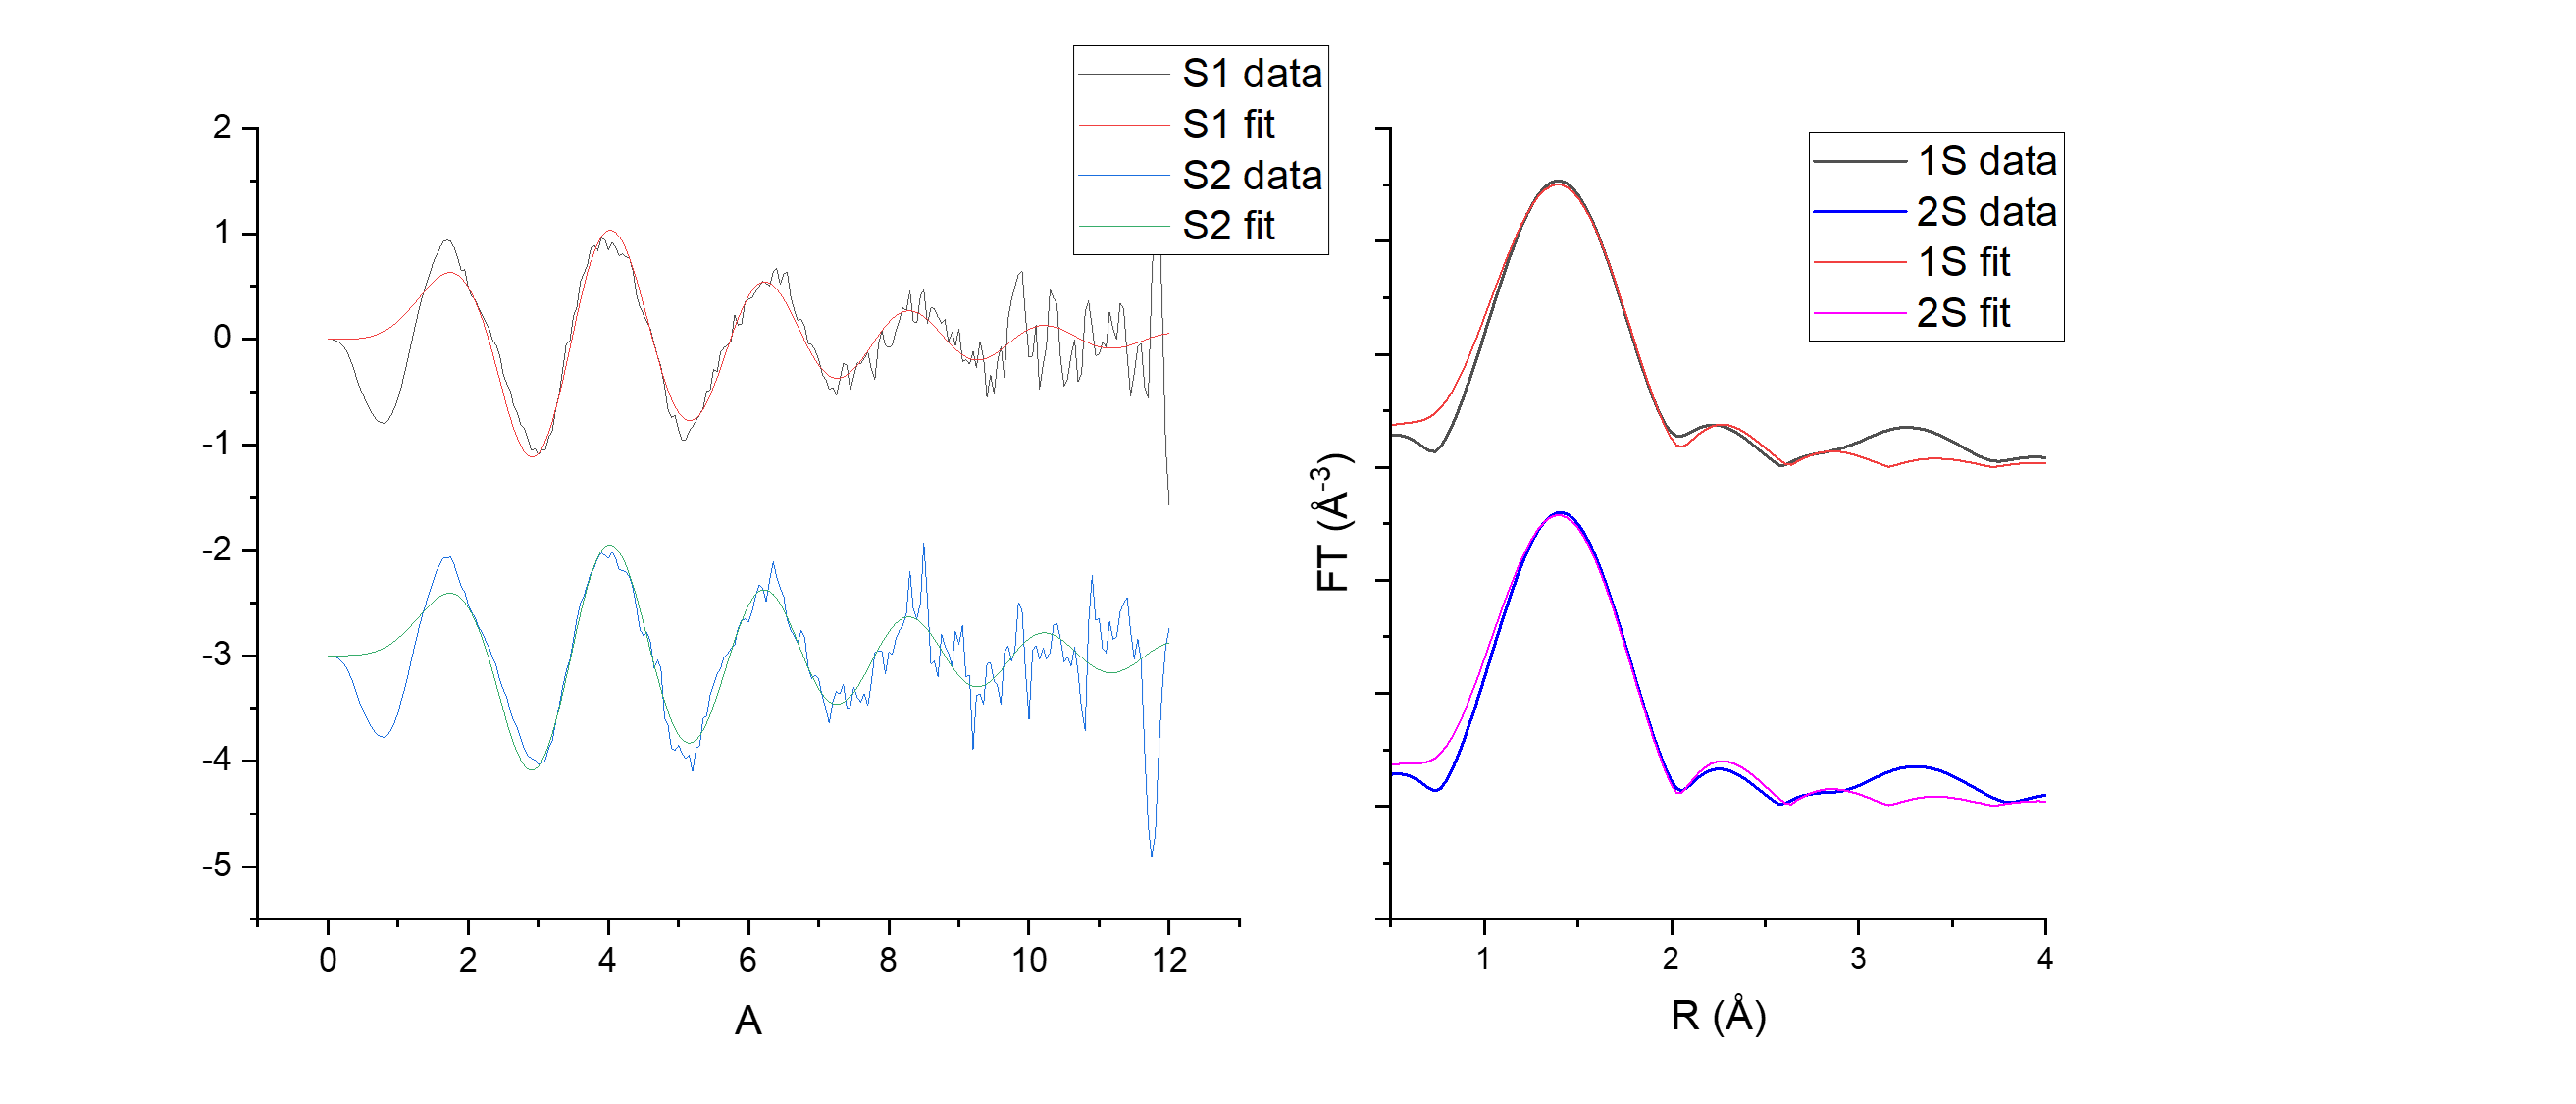 S1 data
S1 fit
S2 data
S2 fit
2
1
0
-1
-2
-3
-4
-5
0 2 4 6 8 10 12
A
1S data
2S data
1S fit
2S fit
FT (Å⁻³)
1 2 3 4
R (Å)